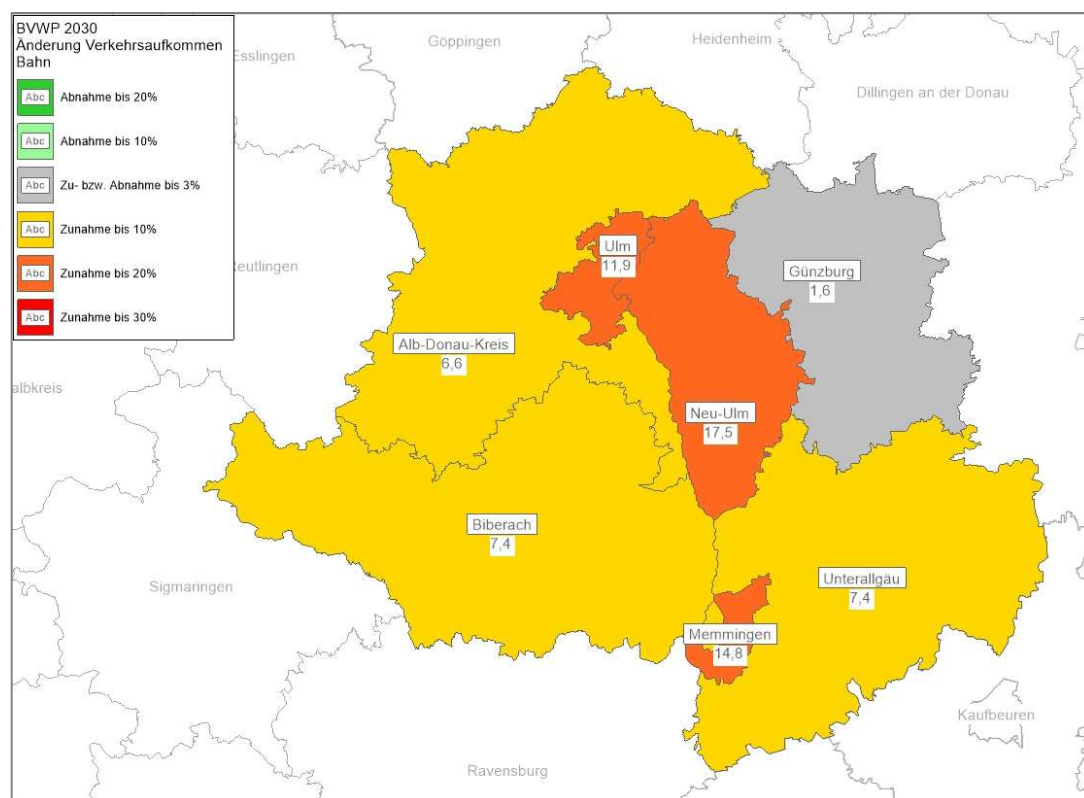 BVWP 2030
Änderung Verkehrsaufkommen
Bahn
Abc Abnahme bis 20%
Abc Abnahme bis 10%
Abc Zu- bzw. Abnahme bis 3%
Abc Zunahme bis 10%
Abc Zunahme bis 20%
Abc Zunahme bis 30%
Esslingen
Göppingen
Heidenheim
Dillingen an der Donau
Reutlingen
Ulm
11,9
Günzburg
1,6
Alb-Donau-Kreis
6,6
albkreis
Neu-Ulm
17,5
Biberach
7,4
Sigmaringen
Unterallgäu
7,4
Memmingen
14,8
Kaufbeuren
Ravensburg